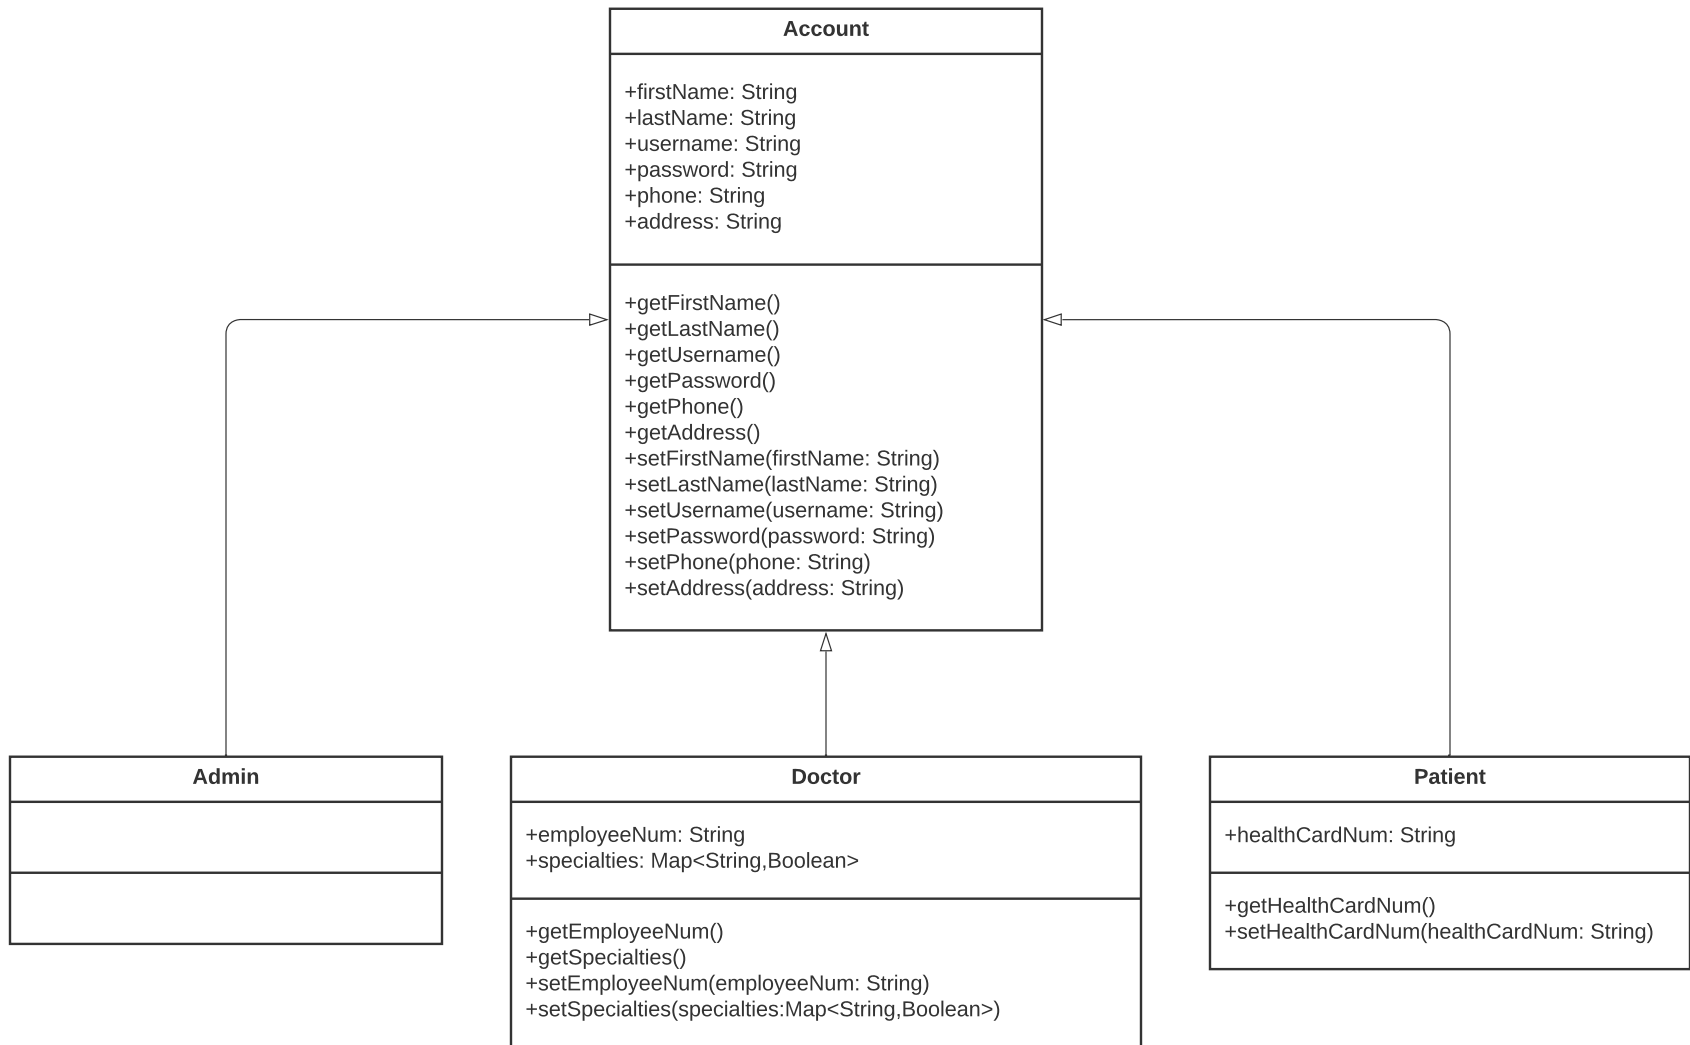 Account
+firstName: String
+lastName: String
+username: String
+password: String
+phone: String
+address: String
+getFirstName()
+getLastName()
+getUsername()
+getPassword()
+getPhone()
+getAddress()
+setFirstName(firstName: String)
+setLastName(lastName: String)
+setUsername(username: String)
+setPassword(password: String)
+setPhone(phone: String)
+setAddress(address: String)
Admin
Doctor
+employeeNum: String
+specialties: Map<String,Boolean>
+getEmployeeNum()
+getSpecialties()
+setEmployeeNum(employeeNum: String)
+setSpecialties(specialties:Map<String,Boolean>)
Patient
+healthCardNum: String
+getHealthCardNum()
+setHealthCardNum(healthCardNum: String)